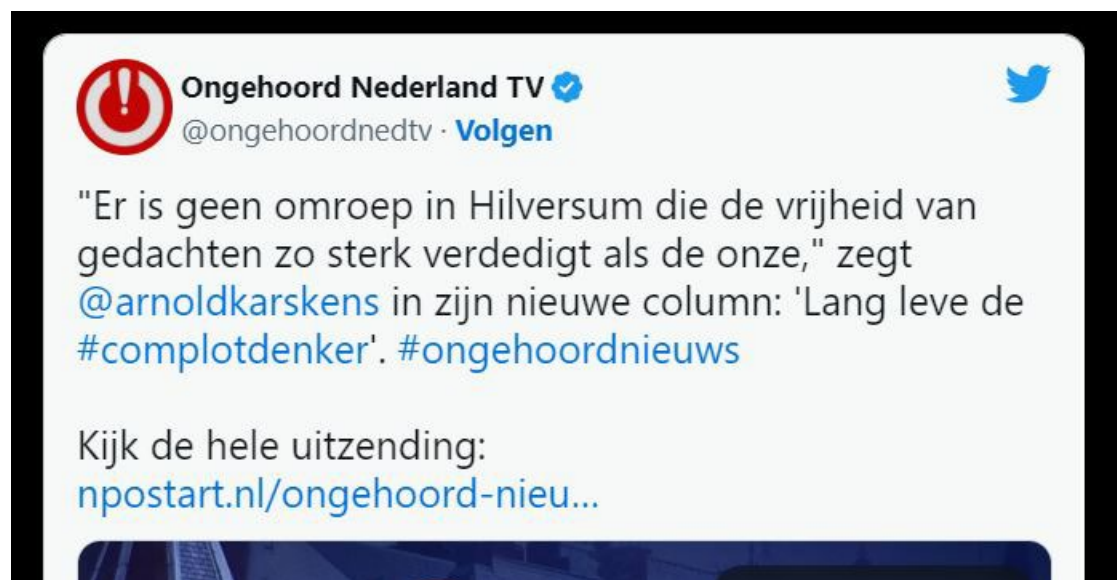 Ongehoord Nederland TV
@ongehoordnedtv · Volgen
"Er is geen omroep in Hilversum die de vrijheid van
gedachten zo sterk verdedigt als de onze," zegt
@arnoldkarskens in zijn nieuwe column: 'Lang leve de
#complotdenker'. #ongehoordnieuws
Kijk de hele uitzending:
npostart.nl/ongehoord-nieu...